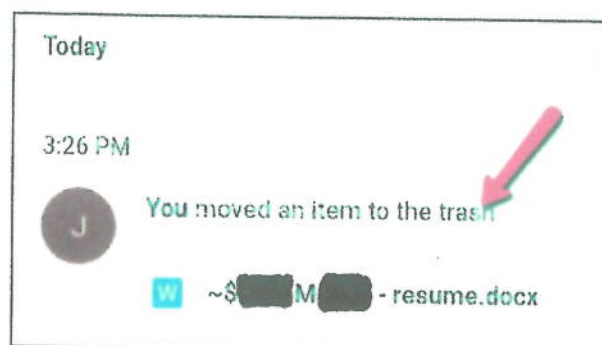 Today
3:26 PM
J
You moved an item to the trash
W ~$ M - resume.docx